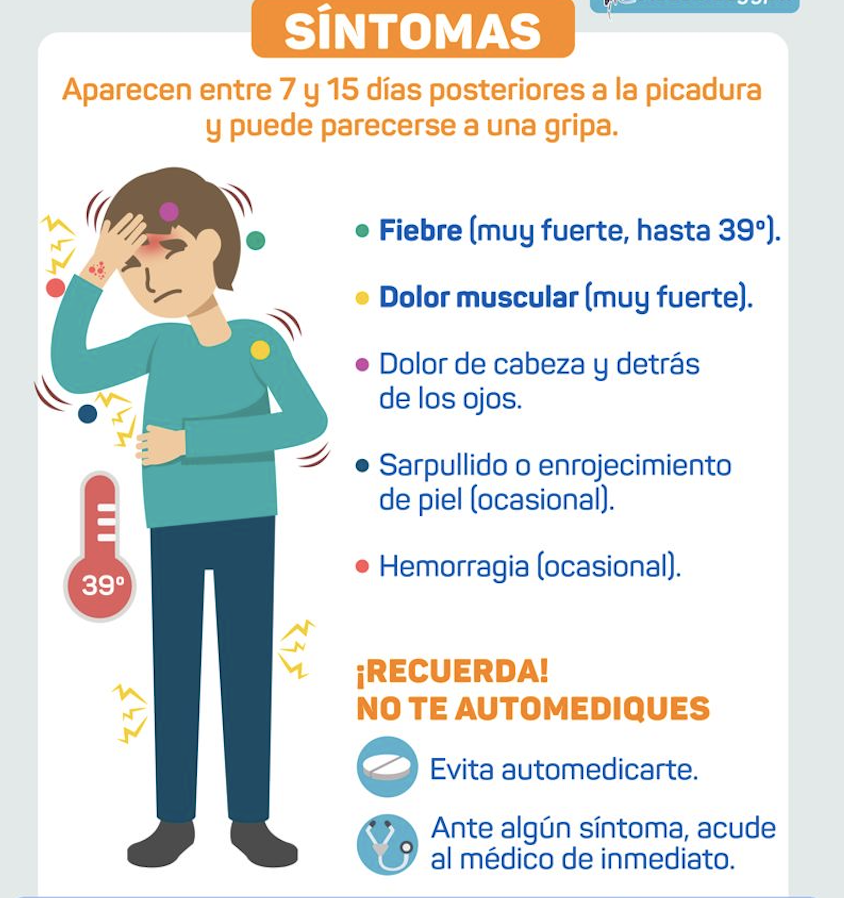 SÍNTOMAS
Aparecen entre 7 y 15 días posteriores a la picadura
y puede parecerse a una gripa.
Fiebre (muy fuerte, hasta 39º).
Dolor muscular (muy fuerte).
Dolor de cabeza y detrás
de los ojos.
Sarpullido o enrojecimiento
de piel (ocasional).
Hemorragia (ocasional).
39º
¡RECUERDA!
NO TE AUTOMEDIQUES
Evita automedicarte.
Ante algún síntoma, acude
al médico de inmediato.